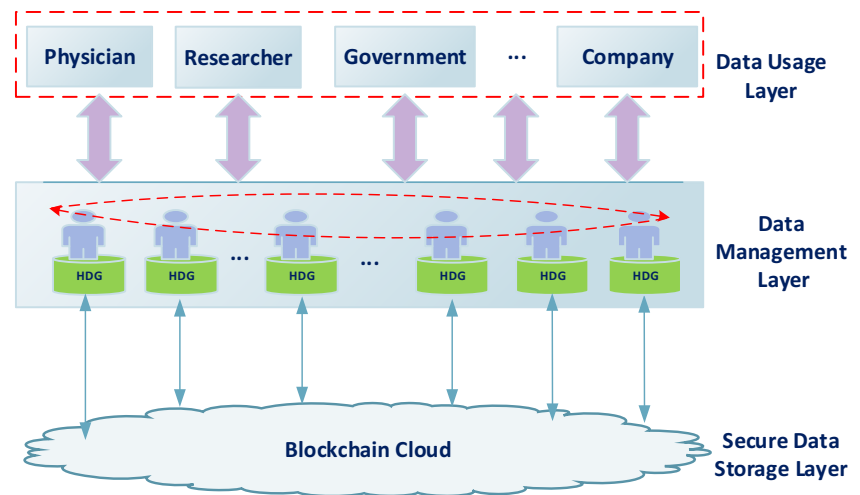 Physician
Researcher
Government
...
Company
Data Usage
Layer
Data
Management
Layer
...
...
HDG
HDG
HDG
HDG
HDG
HDG
Blockchain Cloud
Secure Data
Storage Layer